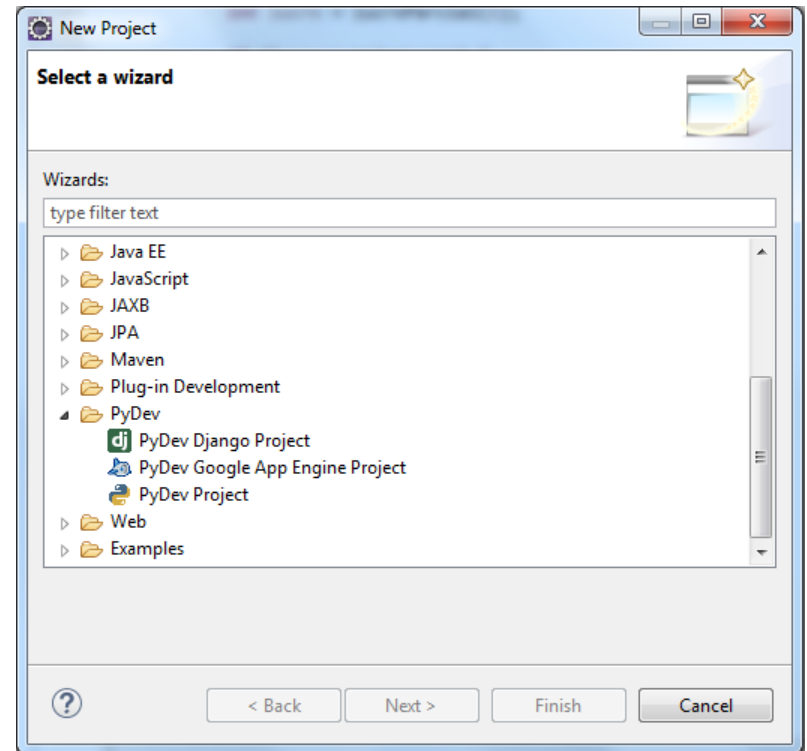 New Project
Select a wizard
Wizards:
type filter text
Java EE
JavaScript
JAXB
JPA
Maven
Plug-in Development
PyDev
dj PyDev Django Project
PyDev Google App Engine Project
PyDev Project
Web
Examples
? < Back Next > Finish Cancel